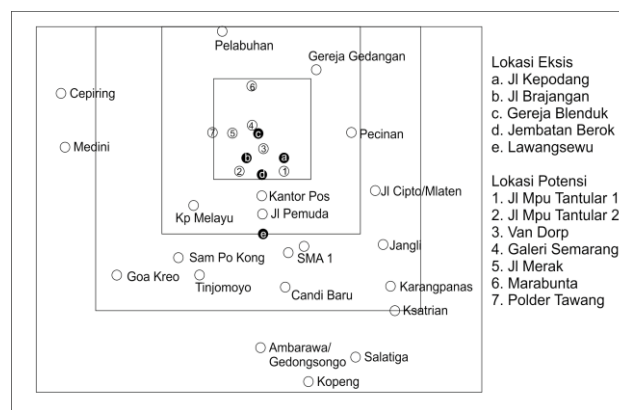 Pelabuhan
Gereja Gedangan
6
Cepiring
4
7
5
c
Pecinan
3
Medini
b
a
2
d
1
Kantor Pos
Jl Cipto/Mlaten
Kp Melayu
Jl Pemuda
e
Jangli
SMA 1
Sam Po Kong
Goa Kreo
Tinjomoyo
Candi Baru
Karangpanas
Ksatrian
Ambarawa/
Gedongsongo
Salatiga
Kopeng
Lokasi Eksis
a. Jl Kepodang
b. Jl Brajangan
c. Gereja Blenduk
d. Jembatan Berok
e. Lawangsewu
Lokasi Potensi
1. Jl Mpu Tantular 1
2. Jl Mpu Tantular 2
3. Van Dorp
4. Galeri Semarang
5. Jl Merak
6. Marabunta
7. Polder Tawang